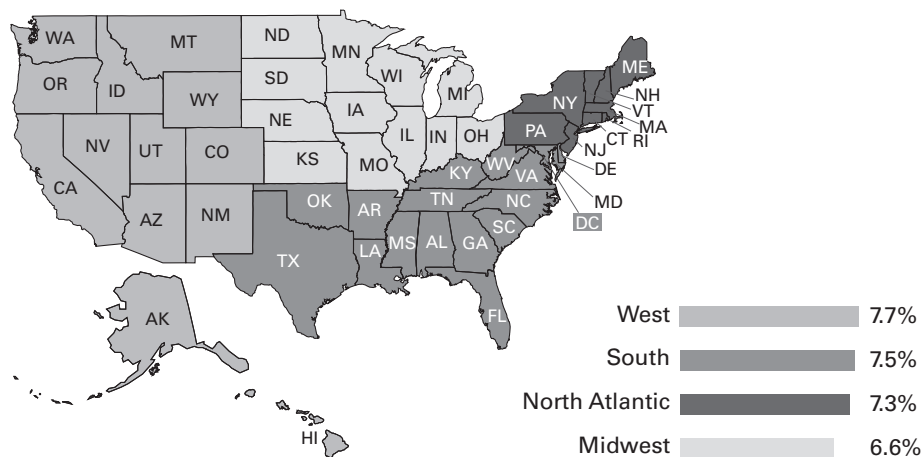 WA
MT
ND
MN
ME
OR
ID
SD
WI
MI
NY
NH
VT
WY
IA
MA
NE
PA
CT
RI
NV
UT
CO
IL
IN
OH
NJ
KS
MO
WV
DE
CA
KY
VA
MD
AZ
NM
OK
AR
TN
NC
DC
SC
TX
LA
MS
AL
GA
FL
AK
HI
West 7.7%
South 7.5%
North Atlantic 7.3%
Midwest 6.6%